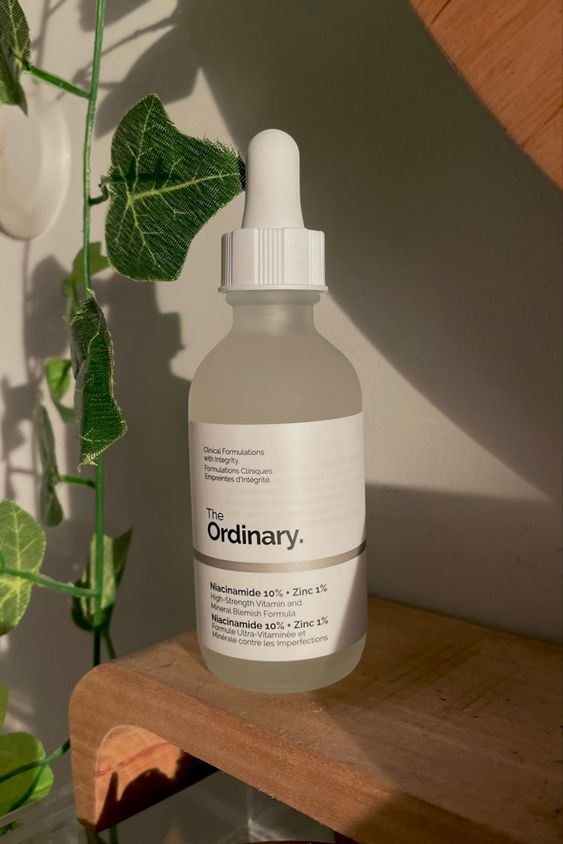 Clinical Formulations
with Integrity.
Formulations Cliniques
Empreintes d'Intégrité.
The
Ordinary.
Niacinamide 10% + Zinc 1%
High-Strength Vitamin and
Mineral Blemish Formula
Niacinamide 10% + Zinc 1%
Formule Ultra-Vitaminée et
Minérale contre les Imperfections